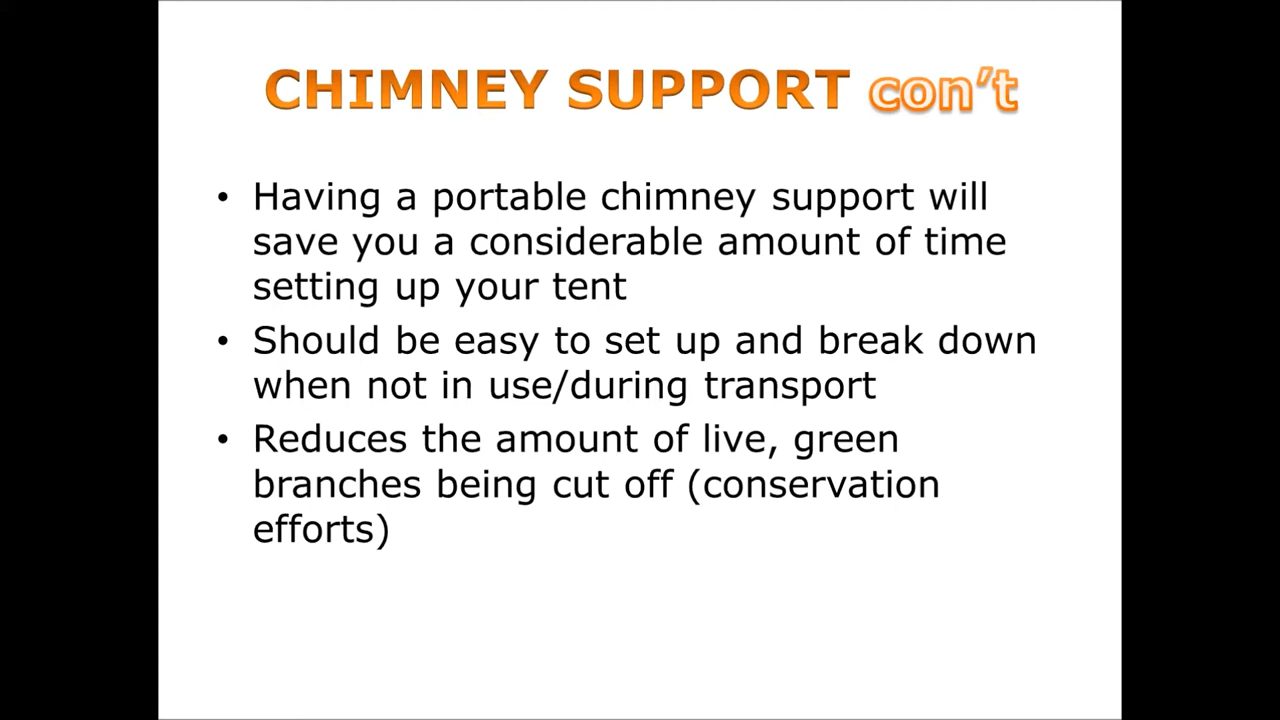 CHIMNEY SUPPORT con't
• Having a portable chimney support will
save you a considerable amount of time
setting up your tent
• Should be easy to set up and break down
when not in use/during transport
• Reduces the amount of live, green
branches being cut off (conservation
efforts)